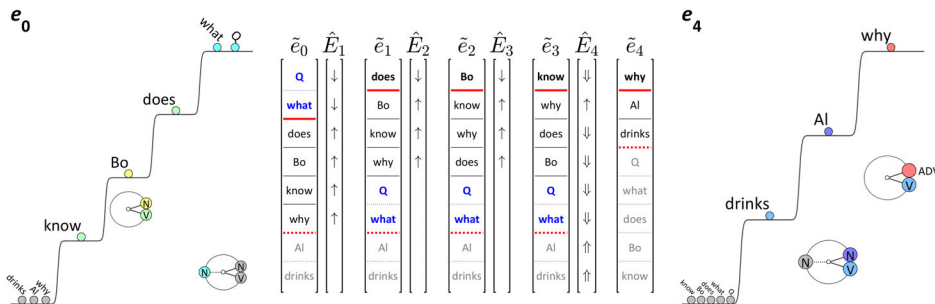 e0
what Q
does
Bo
N
V
know
drinks Al why
N N
V
ẽ0 Ê1 ẽ1 Ê2 ẽ2 Ê3 ẽ3 Ê4 ẽ4
Q ↓ does ↓ Bo ↓ know ⇓ why
what ↓ Bo ↑ know ↑ why ↑ Al
does ↑ know ↑ why ↑ does ⇓ drinks
Bo ↑ why ↑ does ↑ Bo ⇓ Q
know ↑ Q Q Q ⇓ what
why ↑ what what what ⇓ does
Al Al Al Al ⇑ Bo
drinks drinks drinks drinks ⇑ know
e4
why
Al
ADV
V
drinks
N N
V
know Bo does what Q